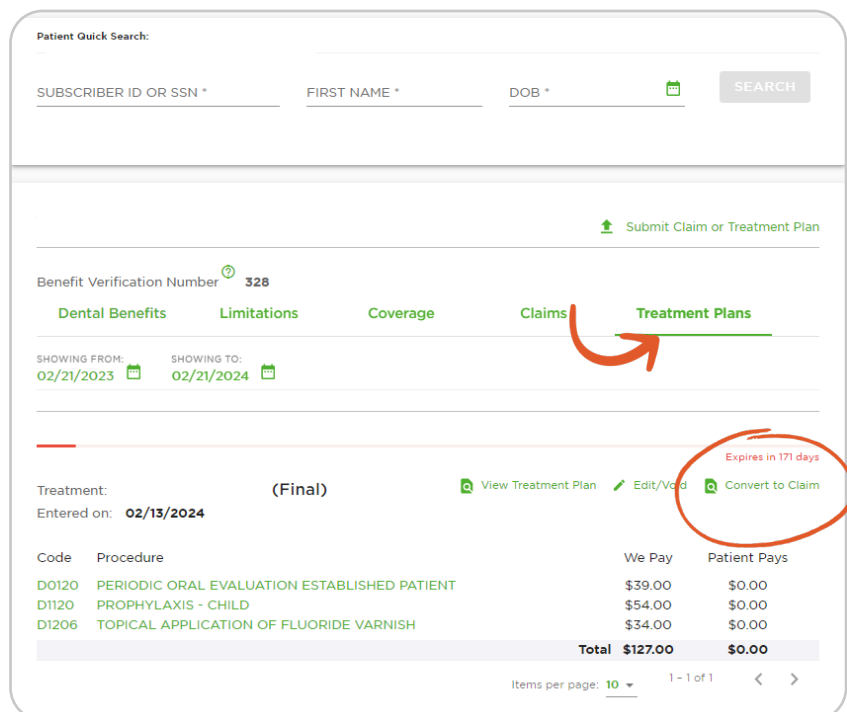 Patient Quick Search:
SUBSCRIBER ID OR SSN * FIRST NAME * DOB * SEARCH
Submit Claim or Treatment Plan
Benefit Verification Number ? 328
Dental Benefits Limitations Coverage Claims Treatment Plans
SHOWING FROM: SHOWING TO:
02/21/2023 02/21/2024
Expires in 171 days
Treatment: (Final) View Treatment Plan Edit/Void Convert to Claim
Entered on: 02/13/2024
Code Procedure We Pay Patient Pays
D0120 PERIODIC ORAL EVALUATION ESTABLISHED PATIENT $39.00 $0.00
D1120 PROPHYLAXIS - CHILD $54.00 $0.00
D1206 TOPICAL APPLICATION OF FLUORIDE VARNISH $34.00 $0.00
Total $127.00 $0.00
Items per page: 10 1 - 1 of 1